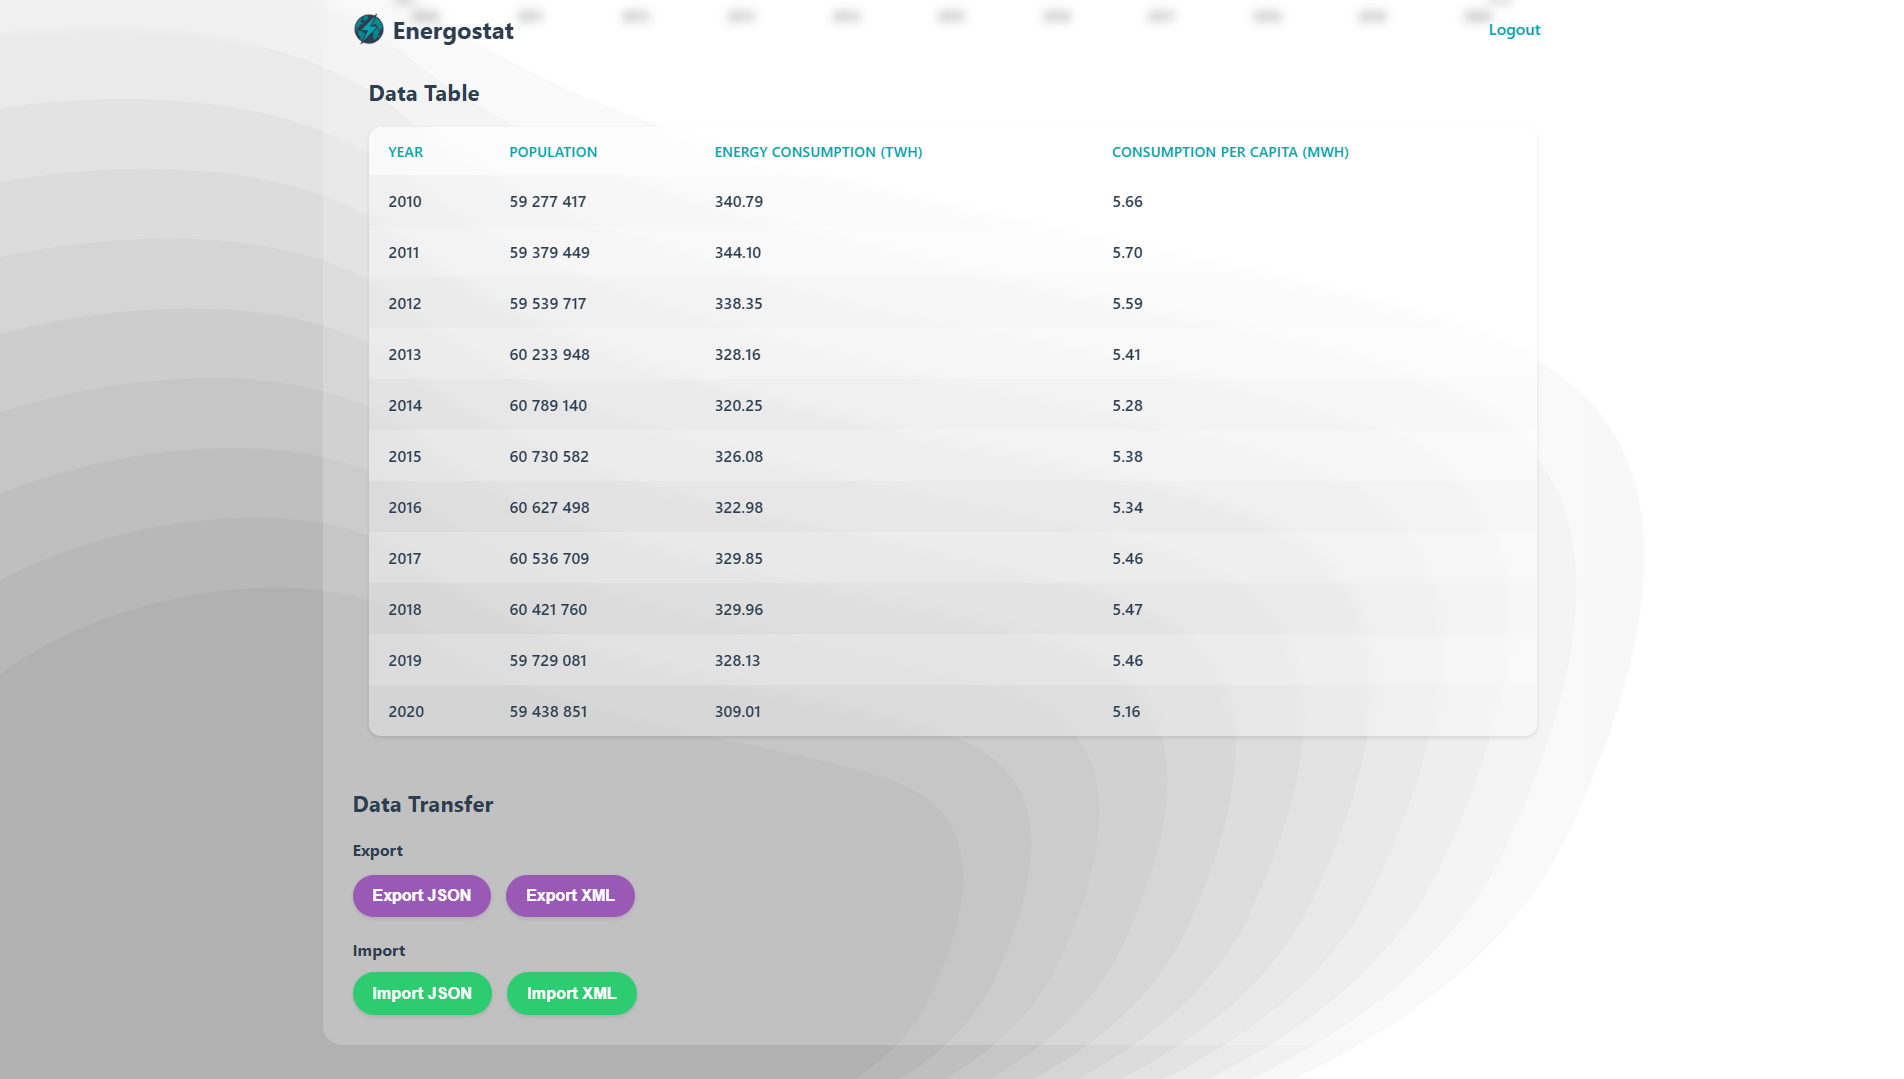 Energostat
Logout
Data Table
YEAR POPULATION ENERGY CONSUMPTION (TWH) CONSUMPTION PER CAPITA (MWH)
2010 59 277 417 340.79 5.66
2011 59 379 449 344.10 5.70
2012 59 539 717 338.35 5.59
2013 60 233 948 328.16 5.41
2014 60 789 140 320.25 5.28
2015 60 730 582 326.08 5.38
2016 60 627 498 322.98 5.34
2017 60 536 709 329.85 5.46
2018 60 421 760 329.96 5.47
2019 59 729 081 328.13 5.46
2020 59 438 851 309.01 5.16
Data Transfer
Export
Export JSON Export XML
Import
Import JSON Import XML